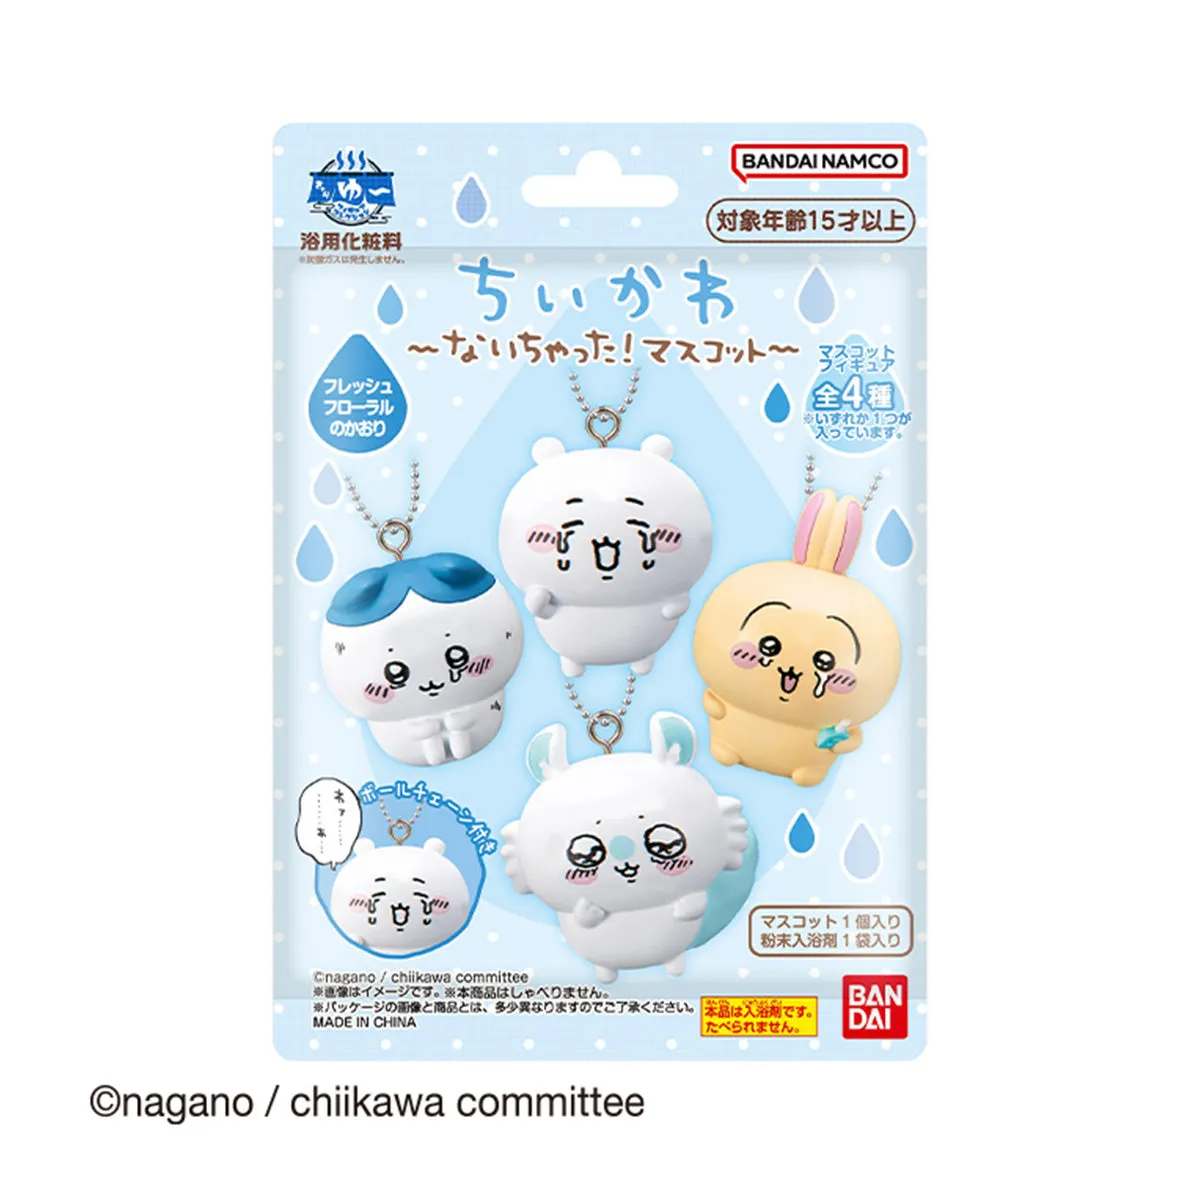 BANDAI NAMCO
ゆ〜
浴用化粧料
※炭酸ガスは発生しません。
対象年齢15才以上
ちいかわ
〜ないちゃった!マスコット〜
フレッシュ
フローラル
のかおり
マスコット
フィギュア
全4種
※いずれか1つが
入っています。
ボールチェーン付き
マスコット1個入り
粉末入浴剤1袋入り
©nagano / chiikawa committee
※画像はイメージです。※本商品はしゃべりません。
※パッケージの画像と商品とは、多少異なりますのでご了承ください。
MADE IN CHINA
本品は入浴剤です。
たべられません。
BAN
DAI
©nagano / chiikawa committee